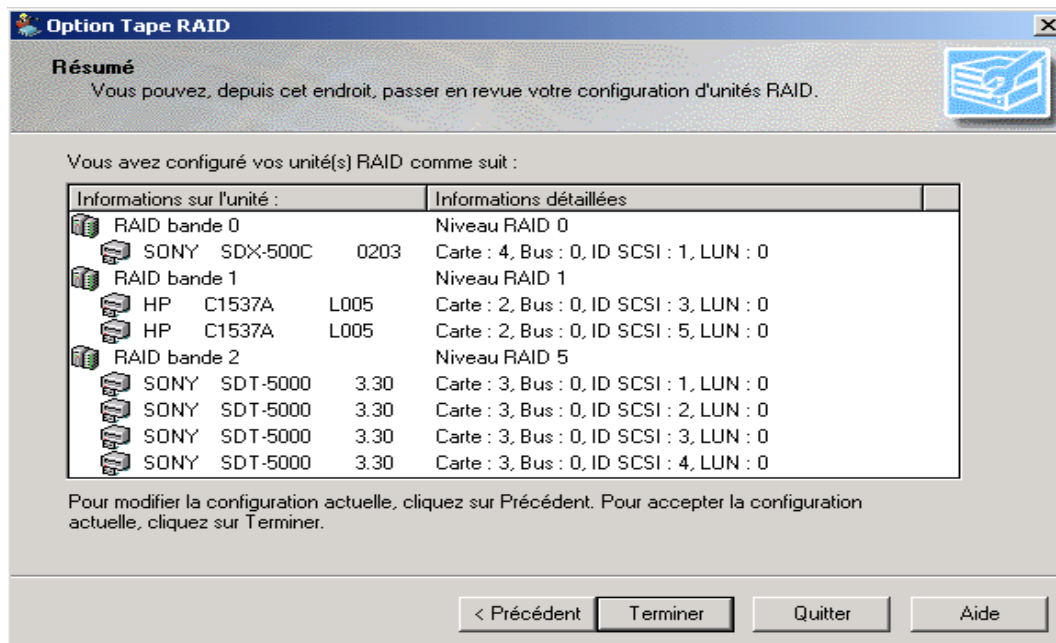 Option Tape RAID
Résumé
Vous pouvez, depuis cet endroit, passer en revue votre configuration d'unités RAID.
Vous avez configuré vos unité(s) RAID comme suit :
Informations sur l'unité : Informations détaillées
RAID bande 0 Niveau RAID 0
SONY SDX-500C 0203 Carte : 4, Bus : 0, ID SCSI : 1, LUN : 0
RAID bande 1 Niveau RAID 1
HP C1537A L005 Carte : 2, Bus : 0, ID SCSI : 3, LUN : 0
HP C1537A L005 Carte : 2, Bus : 0, ID SCSI : 5, LUN : 0
RAID bande 2 Niveau RAID 5
SONY SDT-5000 3.30 Carte : 3, Bus : 0, ID SCSI : 1, LUN : 0
SONY SDT-5000 3.30 Carte : 3, Bus : 0, ID SCSI : 2, LUN : 0
SONY SDT-5000 3.30 Carte : 3, Bus : 0, ID SCSI : 3, LUN : 0
SONY SDT-5000 3.30 Carte : 3, Bus : 0, ID SCSI : 4, LUN : 0
Pour modifier la configuration actuelle, cliquez sur Précédent. Pour accepter la configuration
actuelle, cliquez sur Terminer.
< Précédent Terminer Quitter Aide